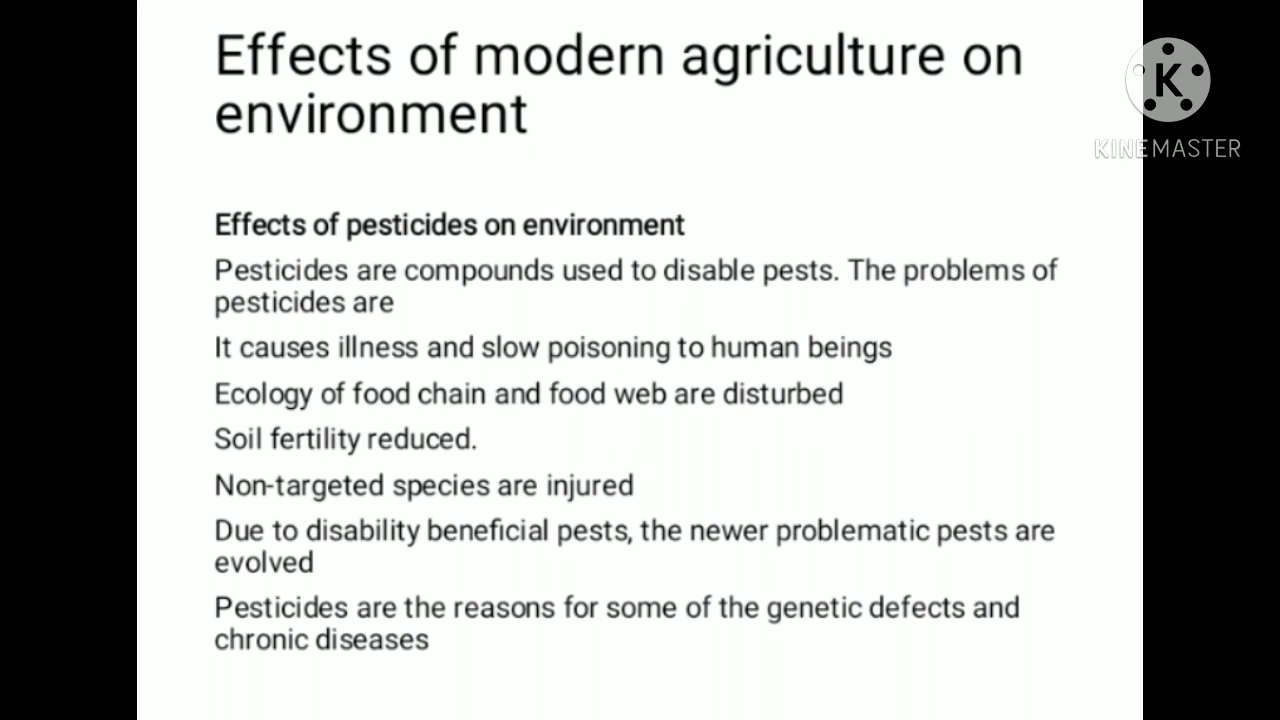 Effects of modern agriculture on
environment
K
KINEMASTER
Effects of pesticides on environment
Pesticides are compounds used to disable pests. The problems of
pesticides are
It causes illness and slow poisoning to human beings
Ecology of food chain and food web are disturbed
Soil fertility reduced.
Non-targeted species are injured
Due to disability beneficial pests, the newer problematic pests are
evolved
Pesticides are the reasons for some of the genetic defects and
chronic diseases